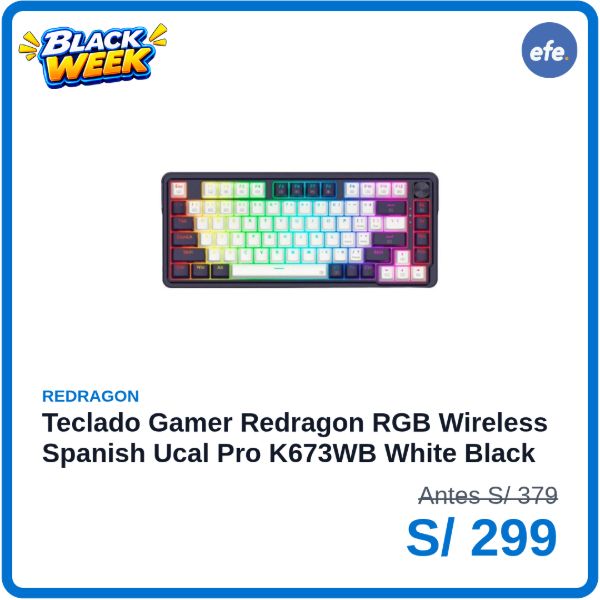 BLACK
WEEK
efe.
REDRAGON
Teclado Gamer Redragon RGB Wireless
Spanish Ucal Pro K673WB White Black
Antes S/ 379
S/ 299